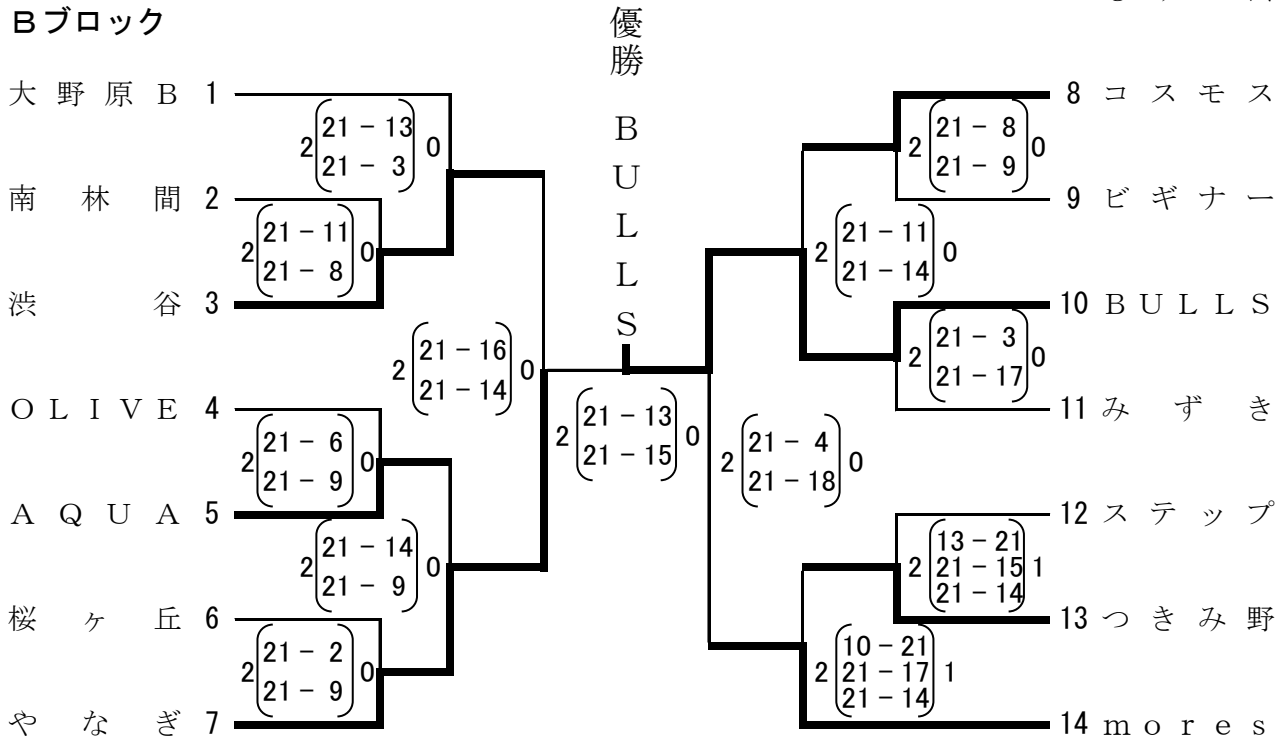 Bブロック
優勝 BULLS
大野原B 1
2 21-13 0
21- 3
南林間 2
2 21-11 0
21- 8
渋谷 3
2 21-16 0
21-14
OLIVE 4
2 21- 6 0
21- 9
AQUA 5
2 21-14 0
21- 9
桜ヶ丘 6
2 21- 2 0
21- 9
やなぎ 7
2 21-13 0
21-15
8 コスモス
2 21- 8 0
21- 9
9 ビギナー
2 21-11 0
21-14
10 BULLS
2 21- 3 0
21-17
11 みずき
2 21- 4 0
21-18
12 ステップ
13-21
2 21-15 1
21-14
13 つきみ野
10-21
2 21-17 1
21-14
14 mores